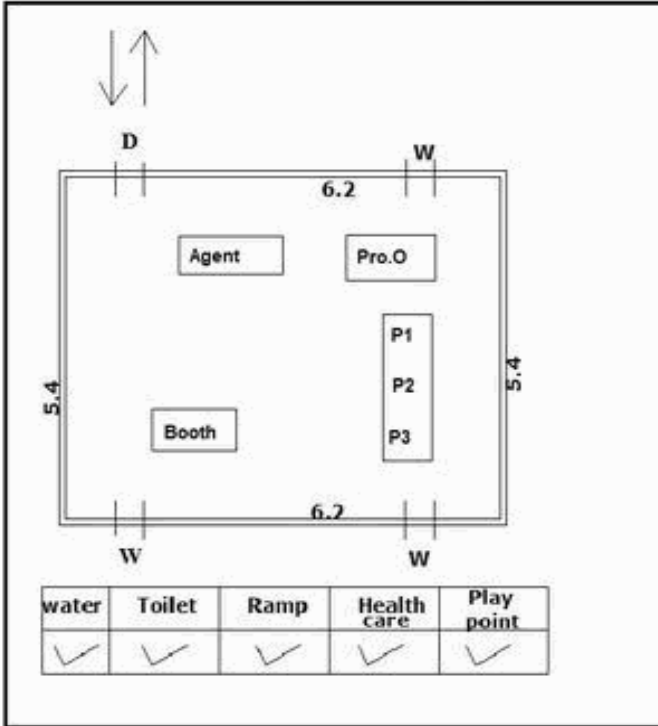 D
W
6.2
Agent
Pro.O
P1
5.4
5.4
P2
Booth
P3
6.2
W
W
water Toilet Ramp Health care Play point